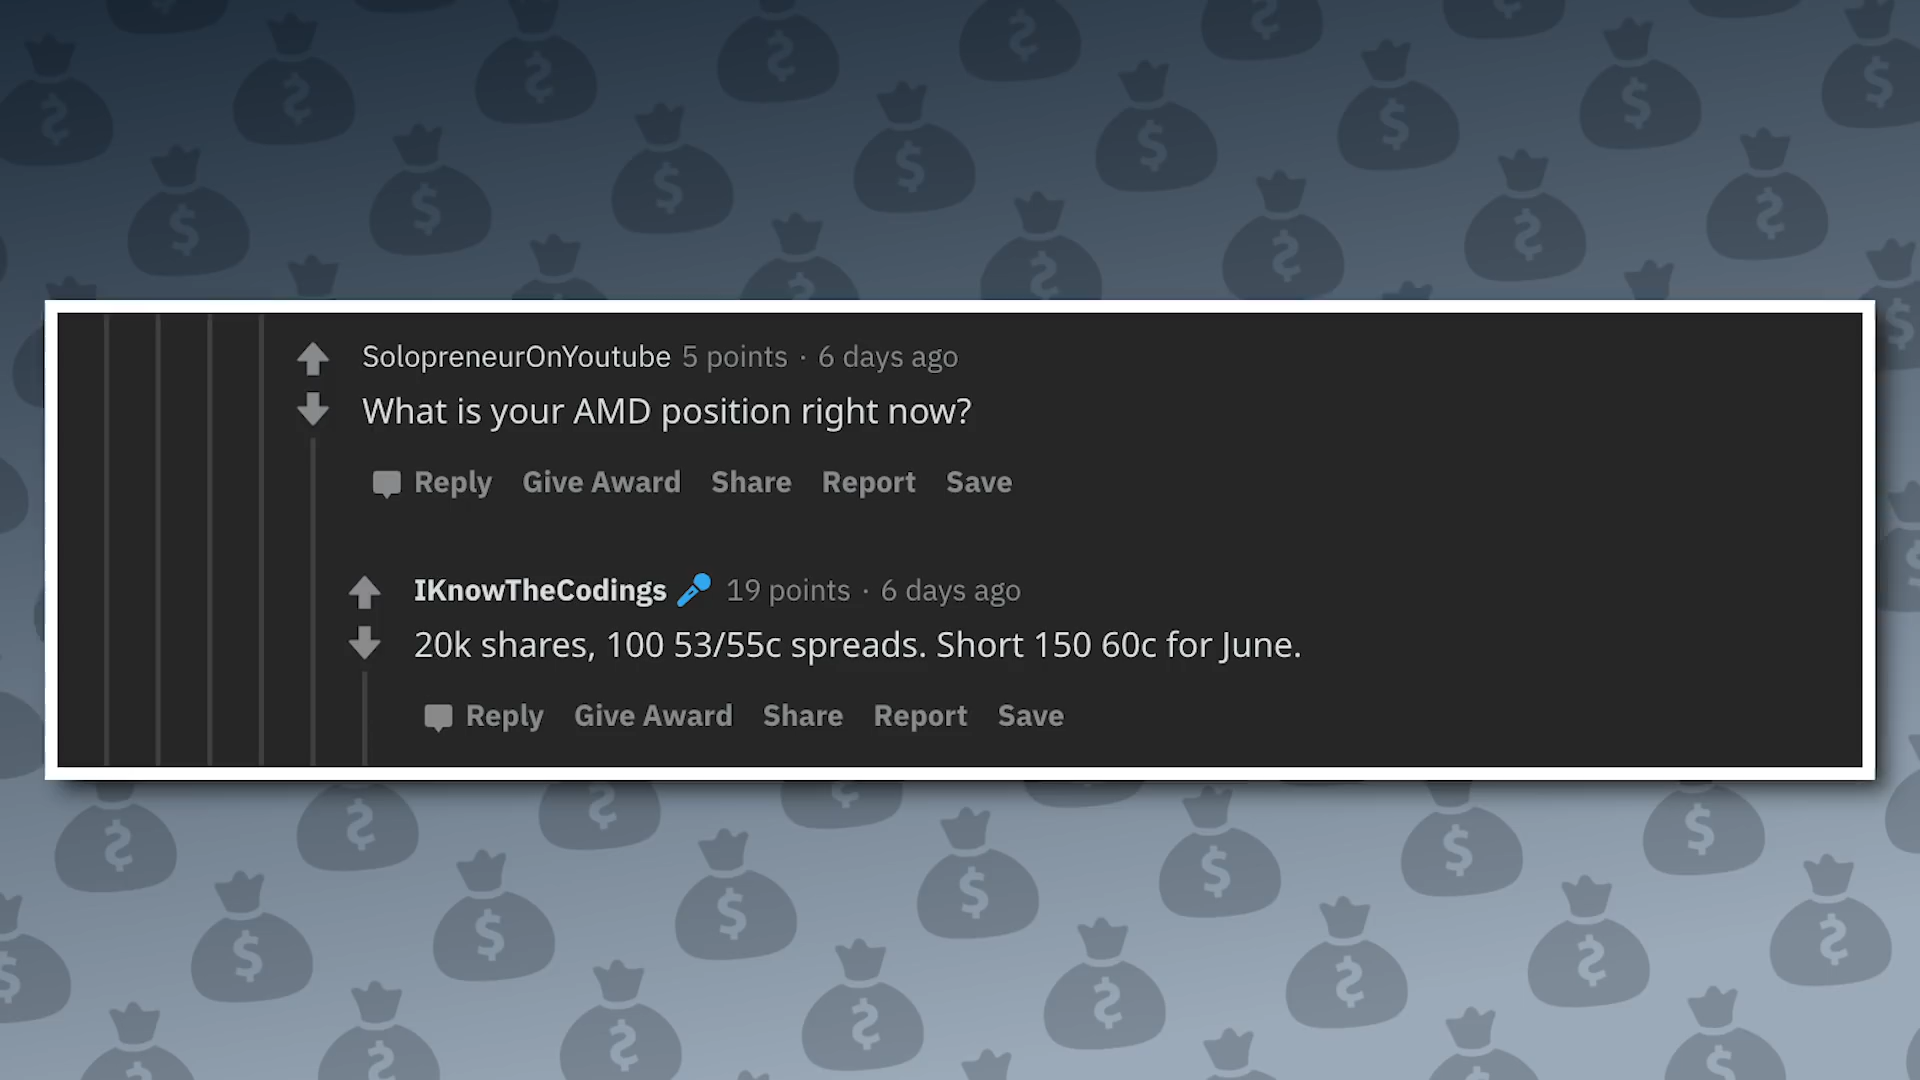 SolopreneurOnYoutube 5 points · 6 days ago
What is your AMD position right now?
Reply Give Award Share Report Save
IKnowTheCodings 19 points · 6 days ago
20k shares, 100 53/55c spreads. Short 150 60c for June.
Reply Give Award Share Report Save